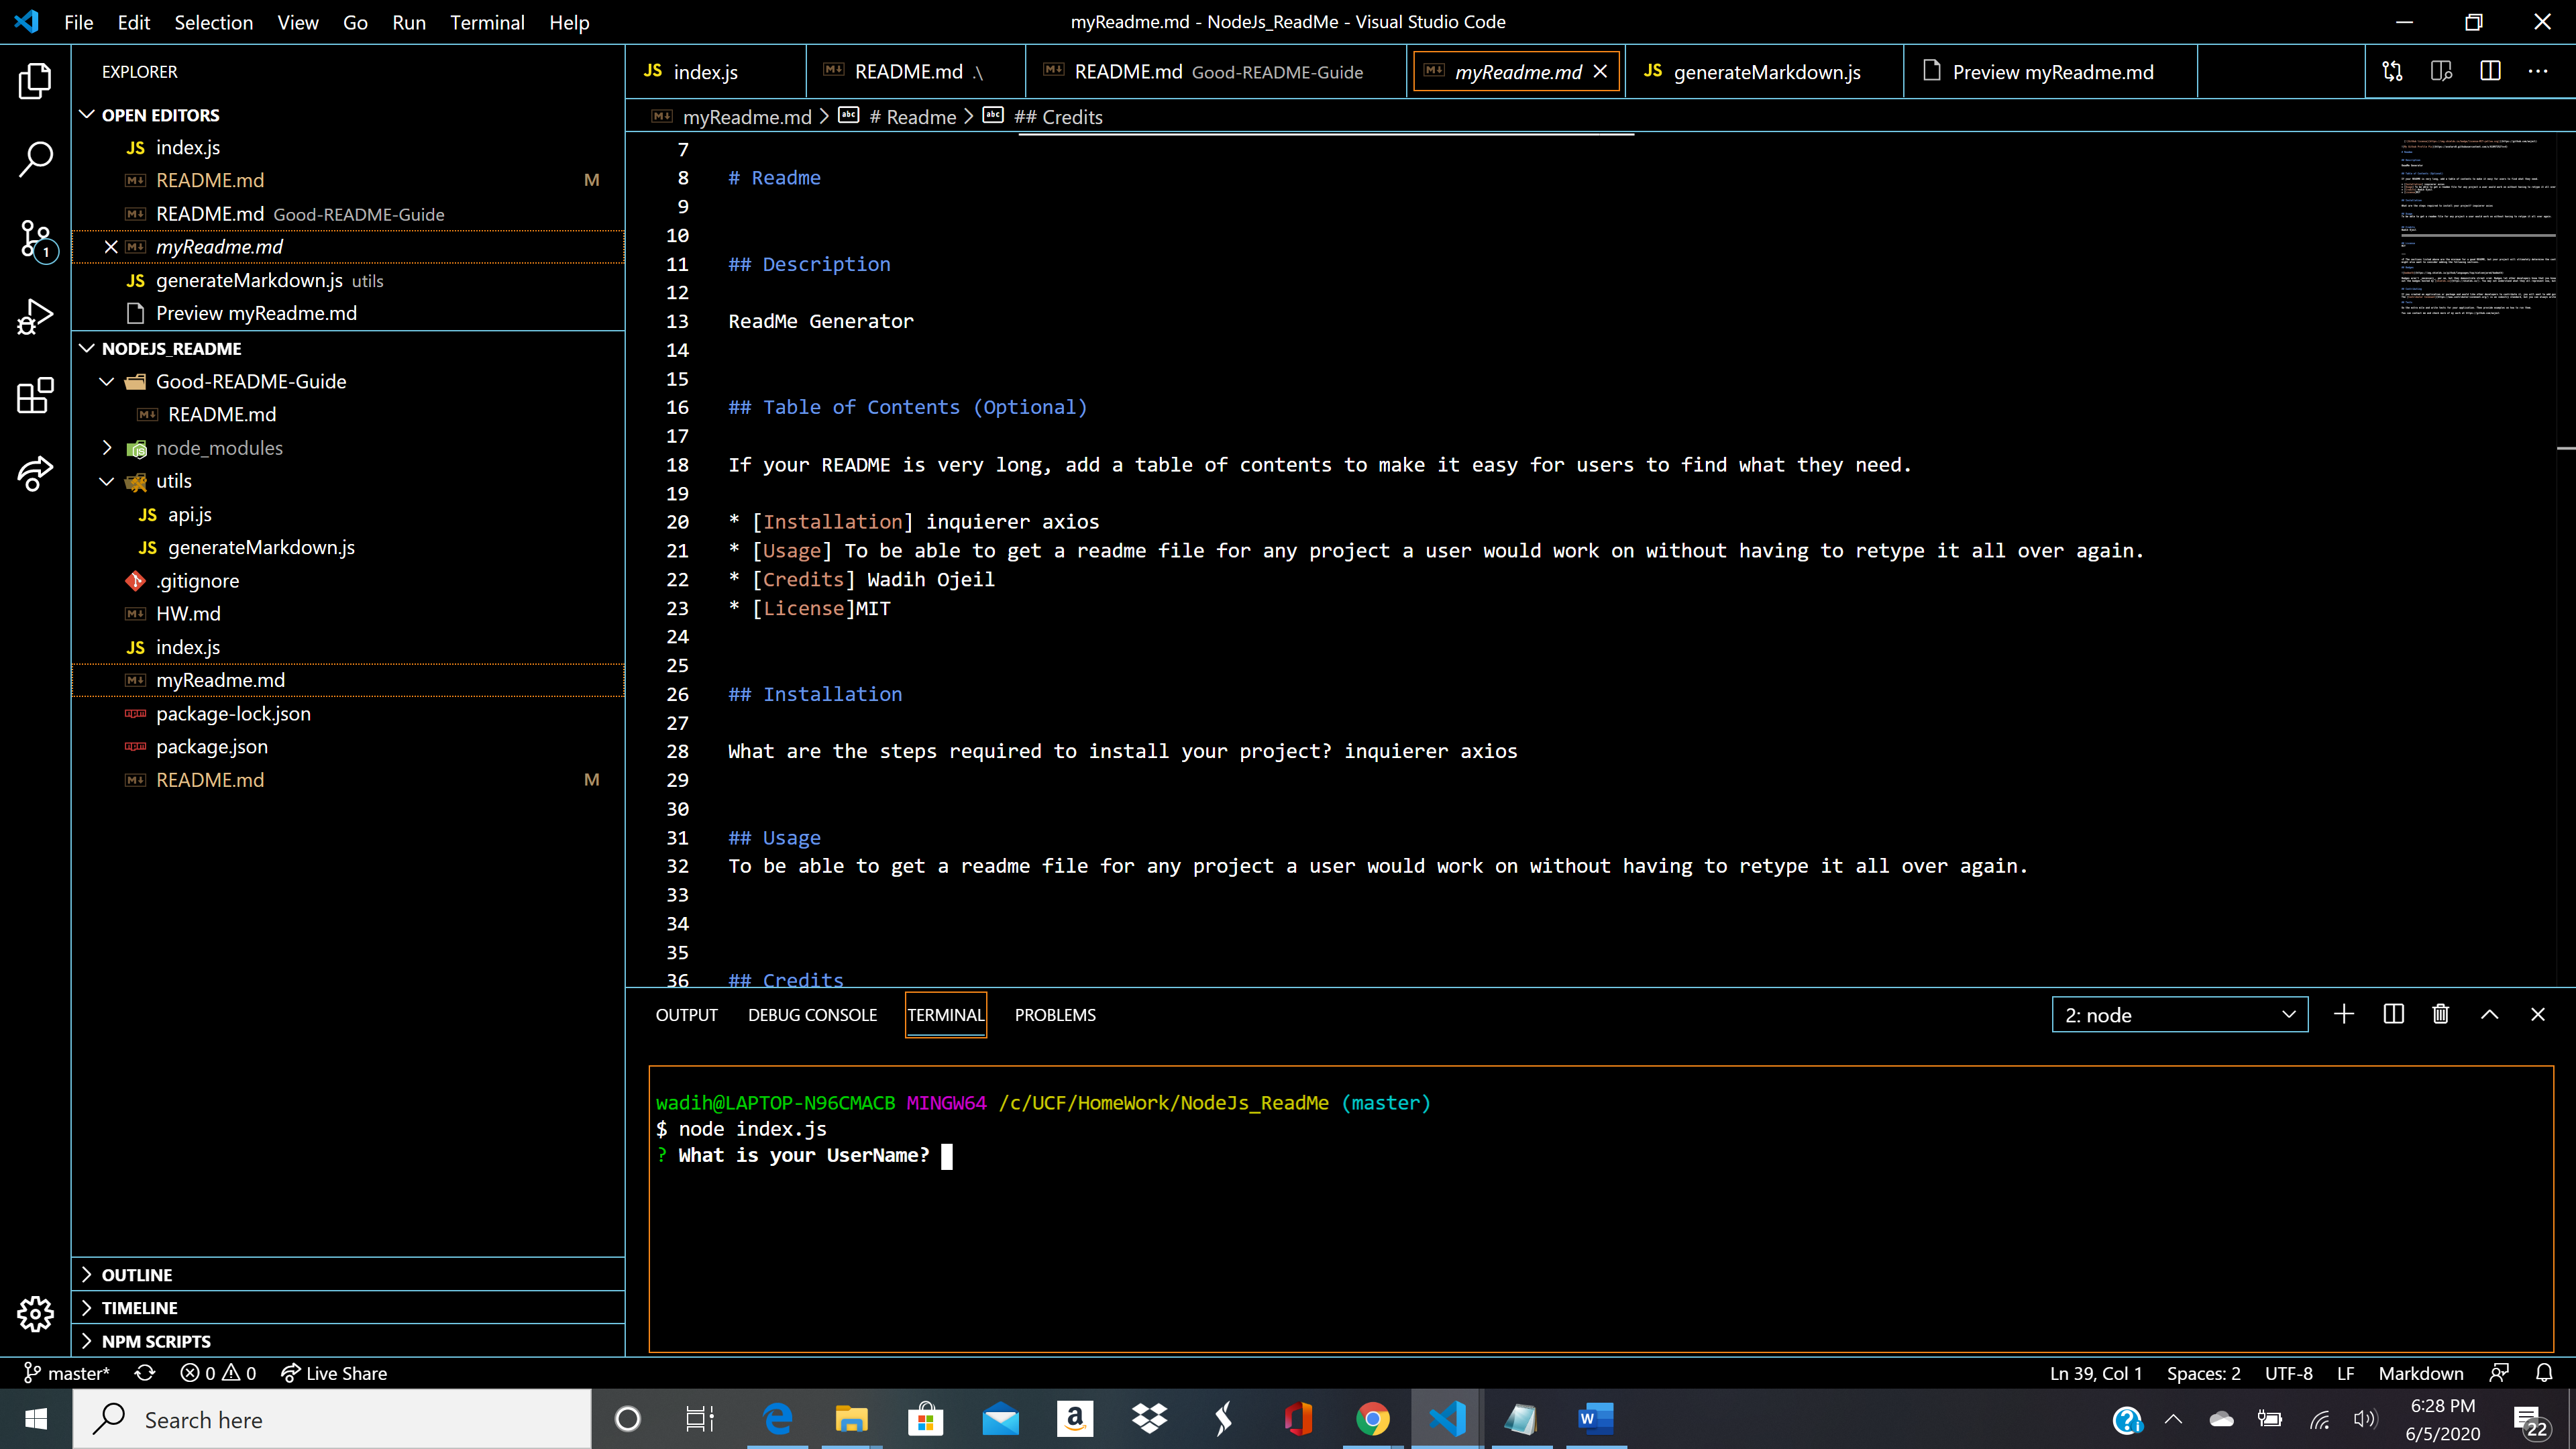 File Edit Selection View Go Run Terminal Help
myReadme.md - NodeJs_ReadMe - Visual Studio Code
EXPLORER
OPEN EDITORS
JS index.js
README.md M
README.md Good-README-Guide
myReadme.md
JS generateMarkdown.js utils
Preview myReadme.md
NODEJS_README
Good-README-Guide
README.md
node_modules
utils
JS api.js
JS generateMarkdown.js
.gitignore
HW.md
JS index.js
myReadme.md
package-lock.json
package.json
README.md M
OUTLINE
TIMELINE
NPM SCRIPTS
1
JS index.js
README.md .\
README.md Good-README-Guide
myReadme.md
JS generateMarkdown.js
Preview myReadme.md
myReadme.md > # Readme > ## Credits
7
8 # Readme
9
10
11 ## Description
12
13 ReadMe Generator
14
15
16 ## Table of Contents (Optional)
17
18 If your README is very long, add a table of contents to make it easy for users to find what they need.
19
20 * [Installation] inquierer axios
21 * [Usage] To be able to get a readme file for any project a user would work on without having to retype it all over again.
22 * [Credits] Wadih Ojeil
23 * [License]MIT
24
25
26 ## Installation
27
28 What are the steps required to install your project? inquierer axios
29
30
31 ## Usage
32 To be able to get a readme file for any project a user would work on without having to retype it all over again.
33
34
35
36 ## Credits
OUTPUT DEBUG CONSOLE TERMINAL PROBLEMS
2: node
wadih@LAPTOP-N96CMACB MINGW64 /c/UCF/HomeWork/NodeJs_ReadMe (master)
$ node index.js
? What is your UserName?
master* 0 0 Live Share
Ln 39, Col 1 Spaces: 2 UTF-8 LF Markdown
Search here
6:28 PM
6/5/2020
22